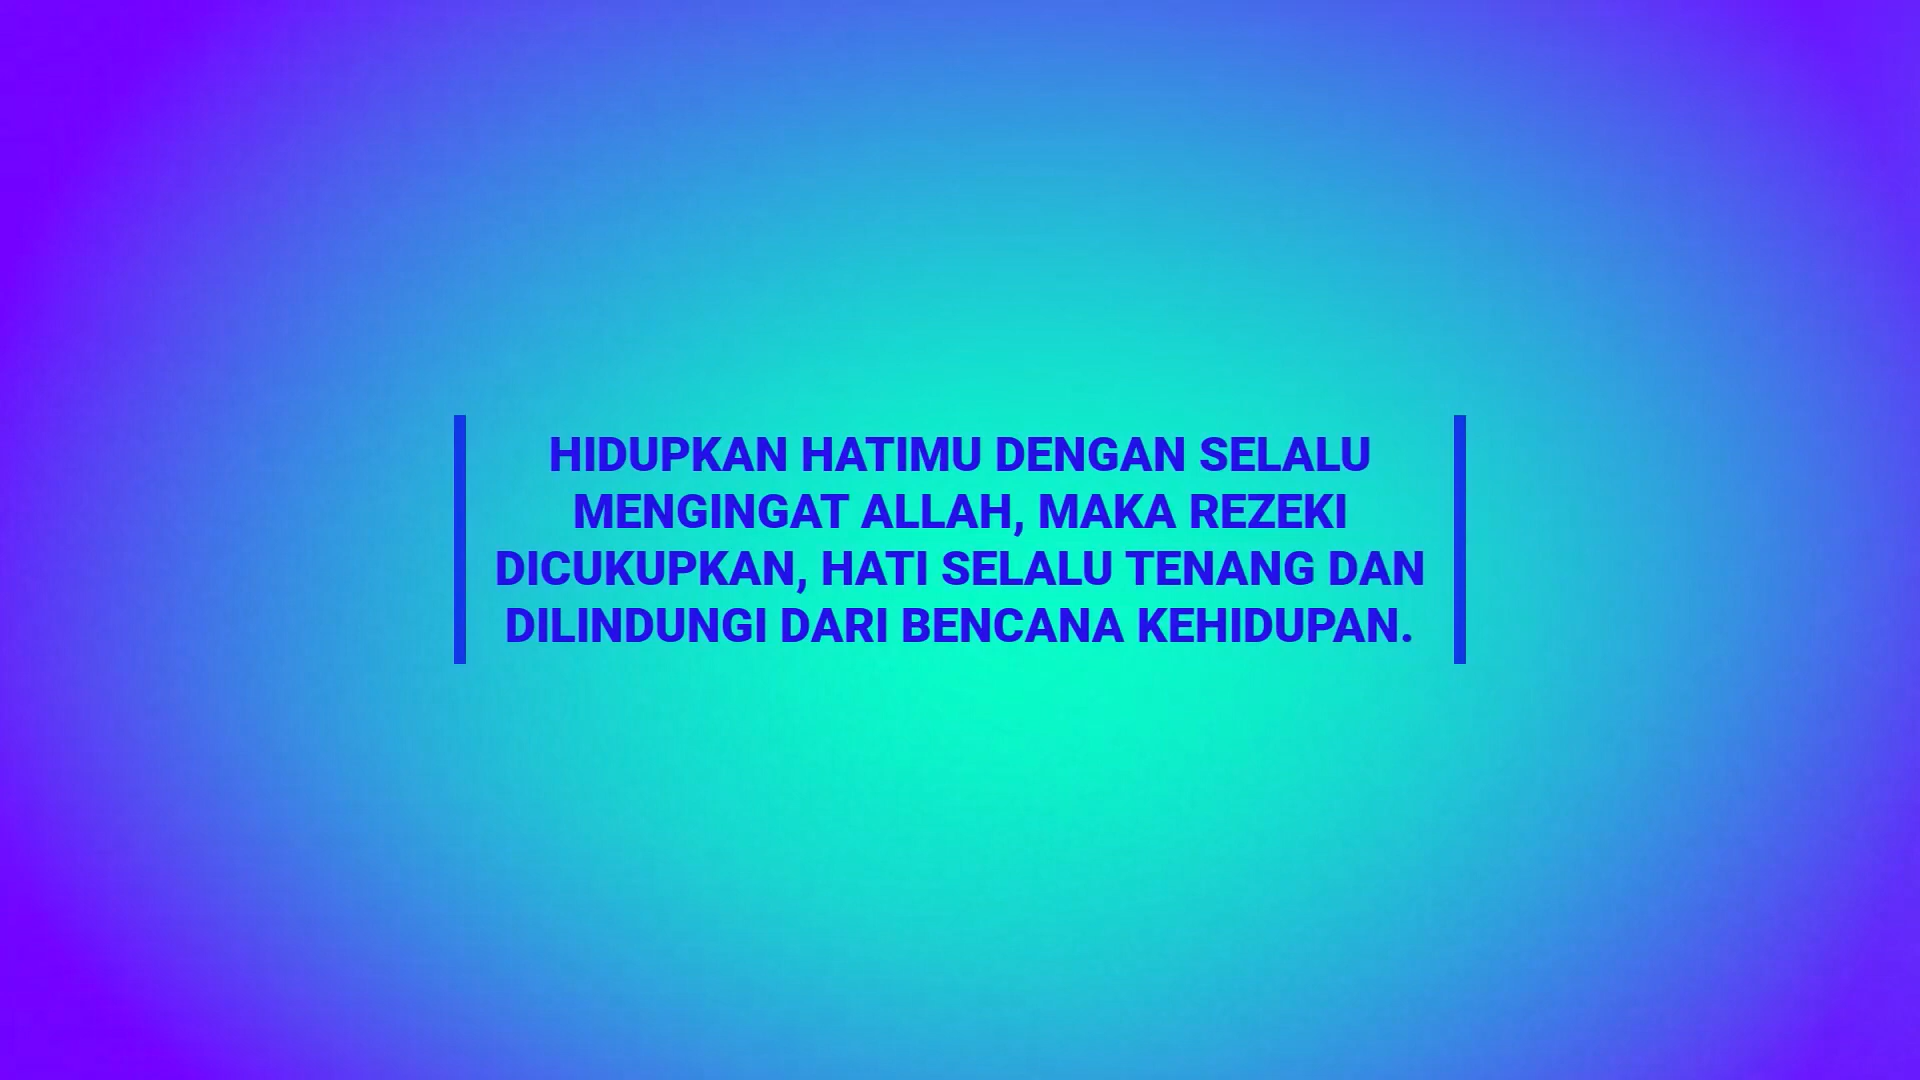 HIDUPKAN HATIMU DENGAN SELALU
MENGINGAT ALLAH, MAKA REZEKI
DICUKUPKAN, HATI SELALU TENANG DAN
DILINDUNGI DARI BENCANA KEHIDUPAN.